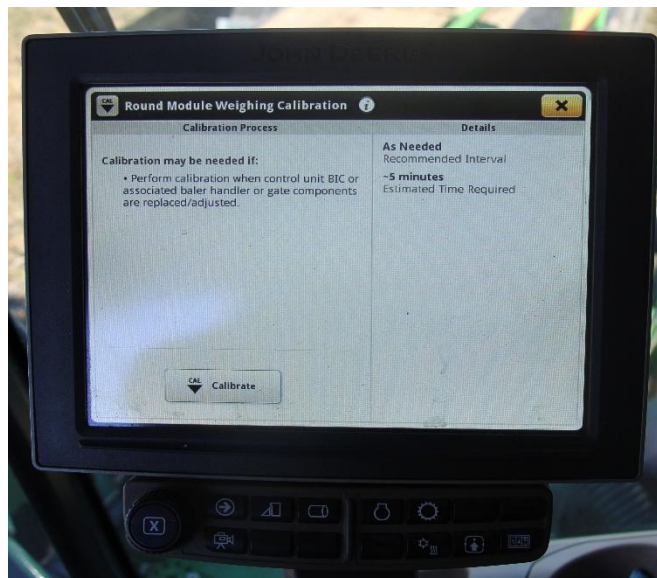 JOHN DEERE
CAL
Round Module Weighing Calibration
Calibration Process
Details
Calibration may be needed if:
• Perform calibration when control unit BIC or
associated baler handler or gate components
are replaced/adjusted.
As Needed
Recommended Interval
~5 minutes
Estimated Time Required
CAL
Calibrate
X